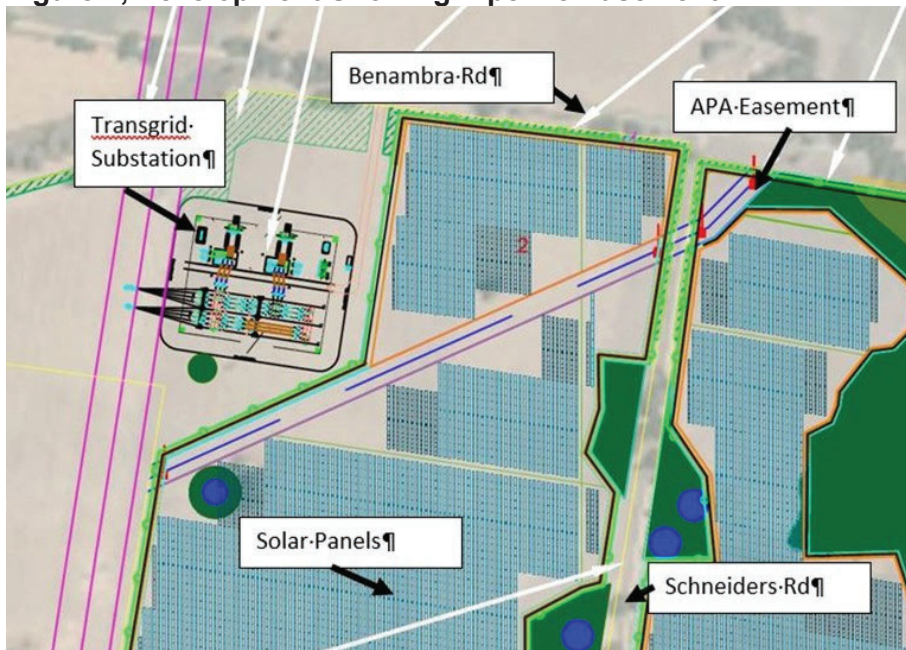 Benambra·Rd¶
APA·Easement¶
Transgrid·
Substation¶
2
Solar·Panels¶
Schneiders·Rd¶